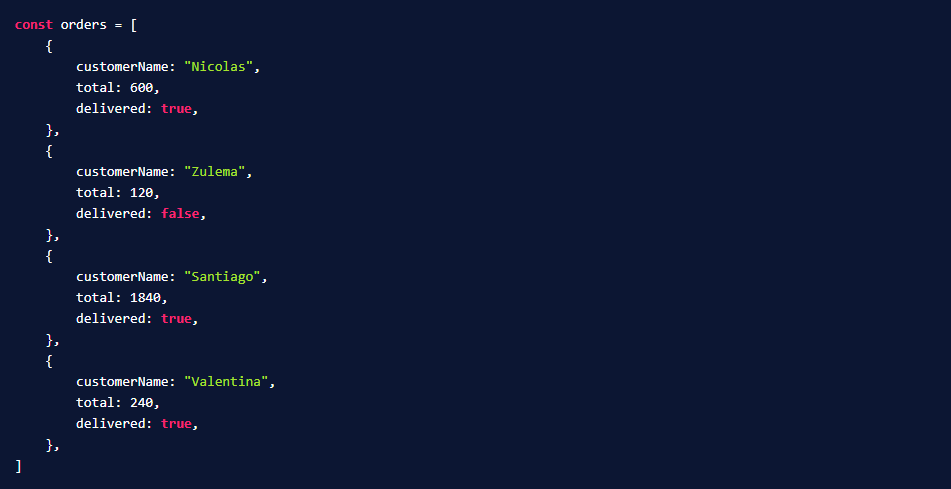 const orders = [
    {
        customerName: "Nicolas",
        total: 600,
        delivered: true,
    },
    {
        customerName: "Zulema",
        total: 120,
        delivered: false,
    },
    {
        customerName: "Santiago",
        total: 1840,
        delivered: true,
    },
    {
        customerName: "Valentina",
        total: 240,
        delivered: true,
    },
]